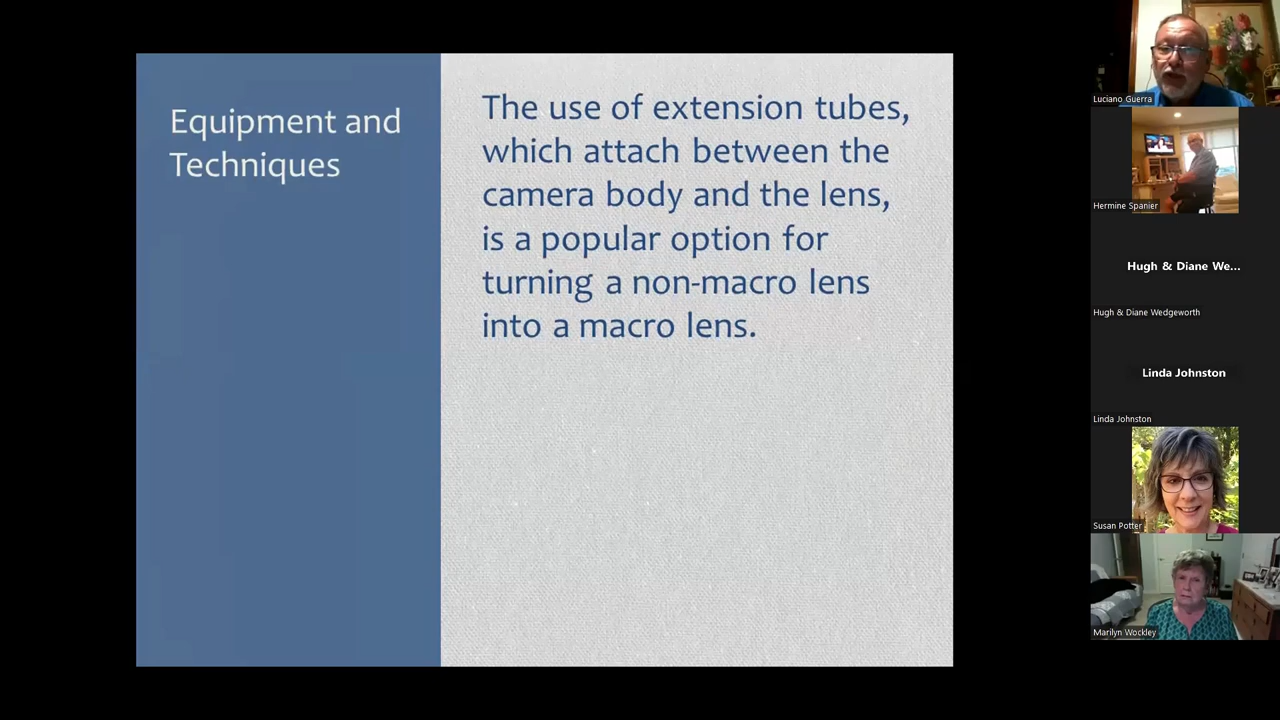 Equipment and
Techniques
The use of extension tubes,
which attach between the
camera body and the lens,
is a popular option for
turning a non-macro lens
into a macro lens.
Luciano Guerra
Hermine Spanier
Hugh & Diane We...
Hugh & Diane Wedgeworth
Linda Johnston
Linda Johnston
Susan Potter
Marilyn Wockley